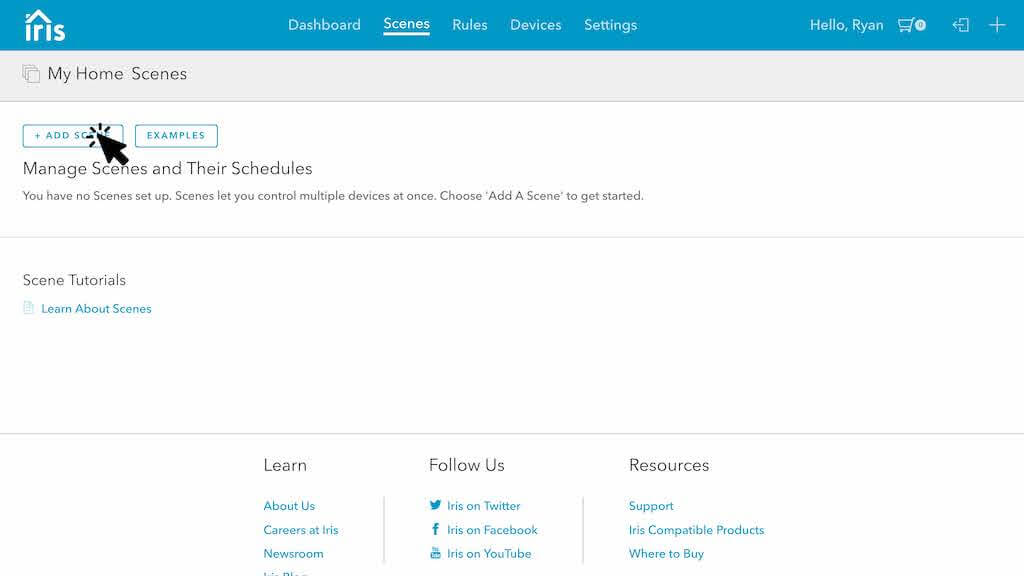 iris
Dashboard Scenes Rules Devices Settings Hello, Ryan 0
My Home Scenes
+ ADD EXAMPLES
Manage Scenes and Their Schedules
You have no Scenes set up. Scenes let you control multiple devices at once. Choose 'Add A Scene' to get started.
Scene Tutorials
Learn About Scenes
Learn Follow Us Resources
About Us Iris on Twitter Support
Careers at Iris Iris on Facebook Iris Compatible Products
Newsroom Iris on YouTube Where to Buy